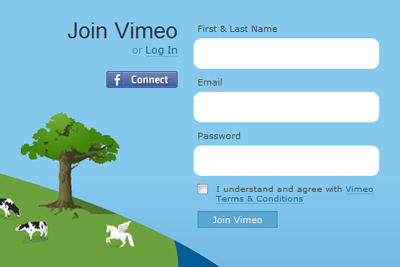 Join Vimeo
or Log In
f Connect
First & Last Name
Email
Password
I understand and agree with Vimeo
Terms & Conditions
Join Vimeo